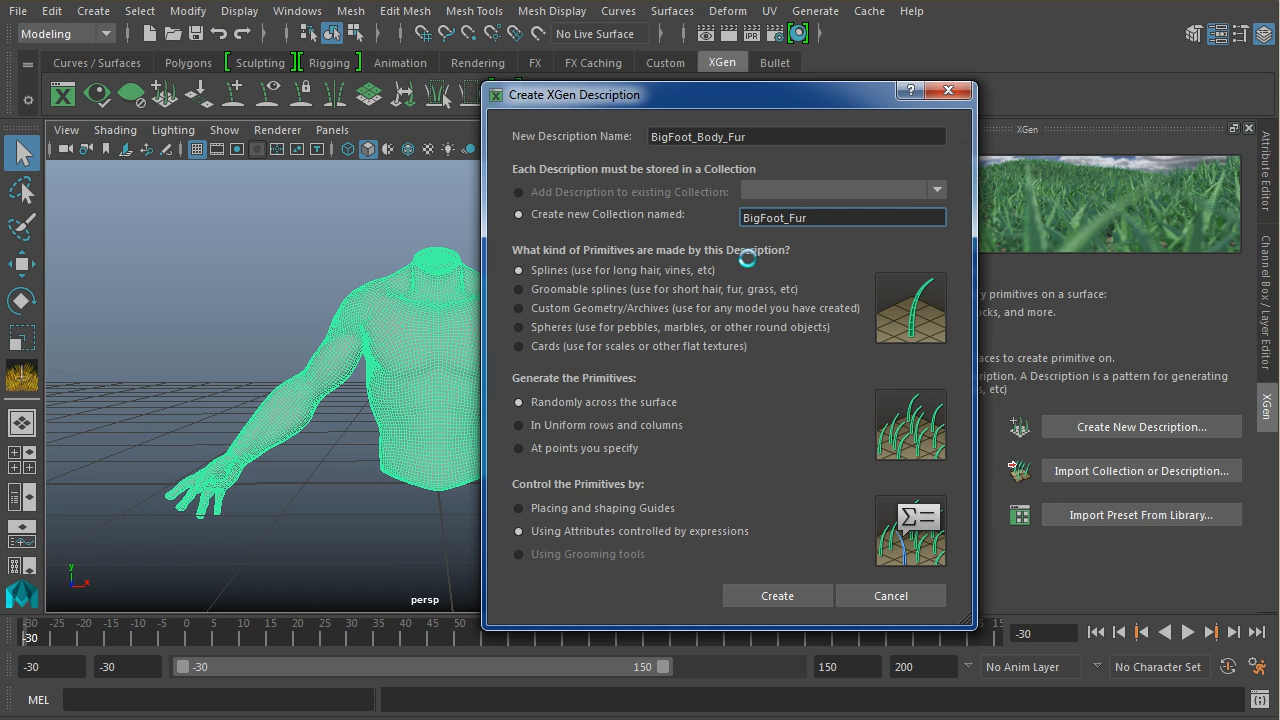 File Edit Create Select Modify Display Windows Mesh Edit Mesh Mesh Tools Mesh Display Curves Surfaces Deform UV Generate Cache Help
Modeling No Live Surface IPR
Curves / Surfaces Polygons Sculpting Rigging Animation Rendering FX FX Caching Custom XGen Bullet
Create XGen Description
New Description Name: BigFoot_Body_Fur
Each Description must be stored in a Collection
Add Description to existing Collection:
Create new Collection named: BigFoot_Fur
What kind of Primitives are made by this Description?
Splines (use for long hair, vines, etc)
Groomable splines (use for short hair, fur, grass, etc)
Custom Geometry/Archives (use for any model you have created)
Spheres (use for pebbles, marbles, or other round objects)
Cards (use for scales or other flat textures)
Generate the Primitives:
Randomly across the surface
In Uniform rows and columns
At points you specify
Control the Primitives by:
Placing and shaping Guides
Using Attributes controlled by expressions
Using Grooming tools
Create Cancel
View Shading Lighting Show Renderer Panels
y
x
persp
XGen
y primitives on a surface:
ocks, and more.
aces to create primitive on.
ription. A Description is a pattern for generating
s, etc)
Create New Description...
Import Collection or Description...
Import Preset From Library...
Attribute Editor
Channel Box / Layer Editor
XGen
-30 -25 -20 -15 -10 -5 0 5 10 15 20 25 30 35 40 45 50 15
-30
-30
-30 -30 -30 150 150 200 No Anim Layer No Character Set
MEL